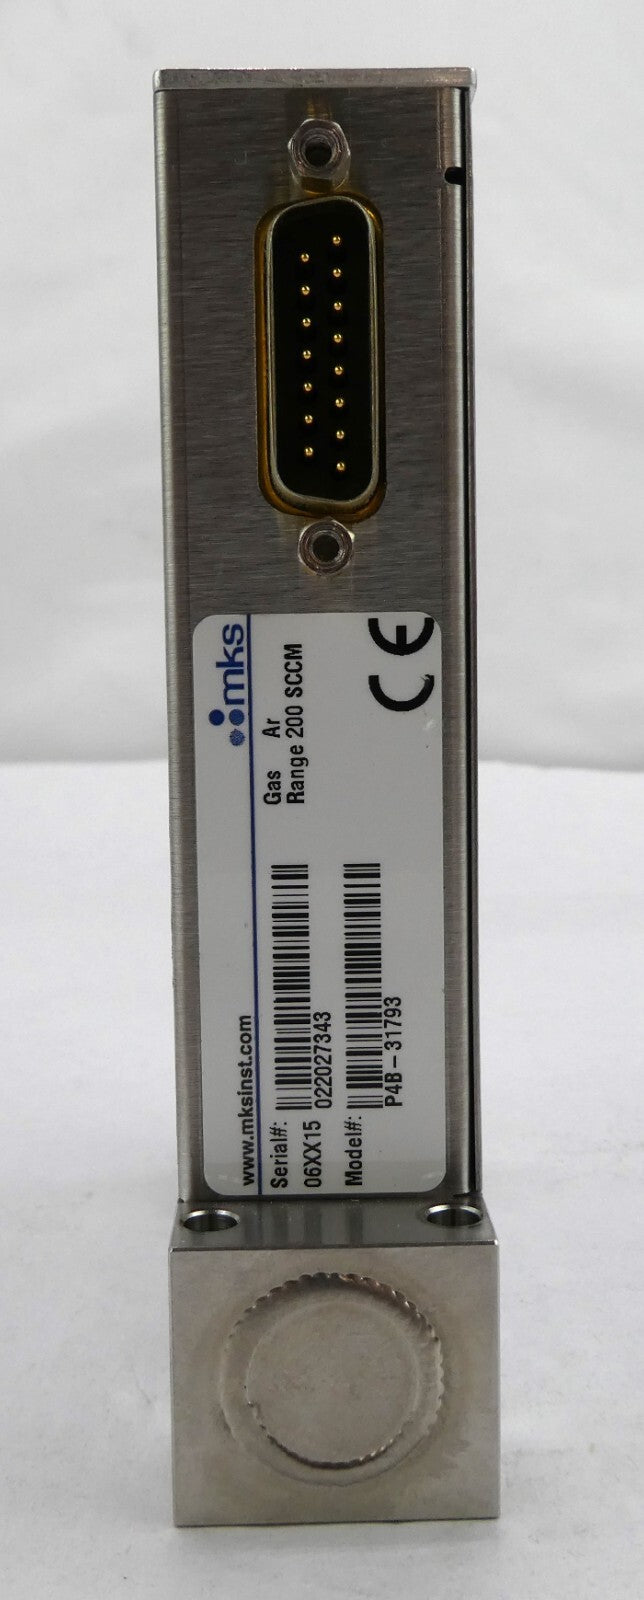 mks
CE
Gas Ar
Range 200 SCCM
www.mksinst.com
Serial#:
06XX15 022027343
Model#:
P4B-31793